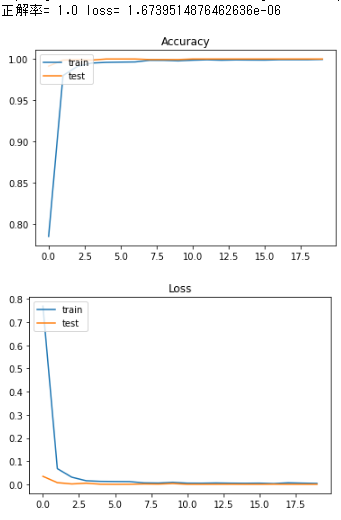 正解率= 1.0 loss= 1.6739514876462636e-06
Accuracy
1.00
0.95
0.90
0.85
0.80
train
test
0.0 2.5 5.0 7.5 10.0 12.5 15.0 17.5
Loss
0.8
0.7
0.6
0.5
0.4
0.3
0.2
0.1
0.0
train
test
0.0 2.5 5.0 7.5 10.0 12.5 15.0 17.5